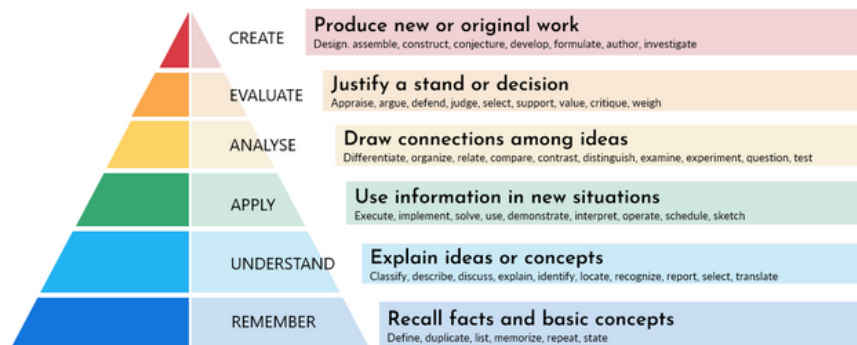 CREATE
Produce new or original work
Design. assemble, construct, conjecture, develop, formulate, author, investigate
EVALUATE
Justify a stand or decision
Appraise, argue, defend, judge, select, support, value, critique, weigh
ANALYSE
Draw connections among ideas
Differentiate, organize, relate, compare, contrast, distinguish, examine, experiment, question, test
APPLY
Use information in new situations
Execute, implement, solve, use, demonstrate, interpret, operate, schedule, sketch
UNDERSTAND
Explain ideas or concepts
Classify, describe, discuss, explain, identify, locate, recognize, report, select, translate
REMEMBER
Recall facts and basic concepts
Define, duplicate, list, memorize, repeat, state